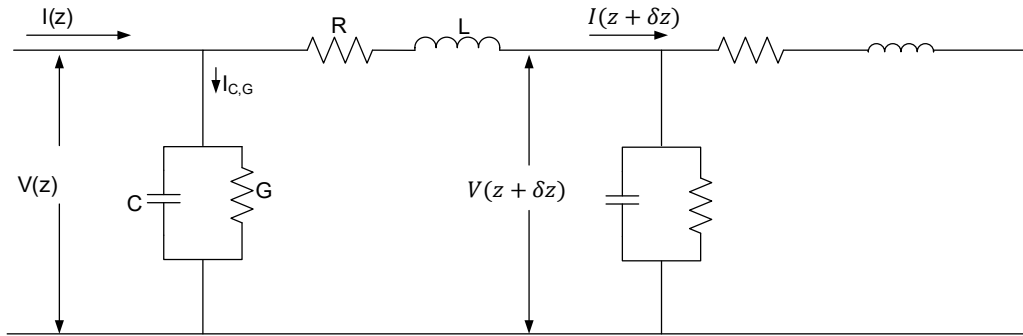 I(z)
R
L
I(z + δz)
I_C,G
V(z)
C
G
V(z + δz)